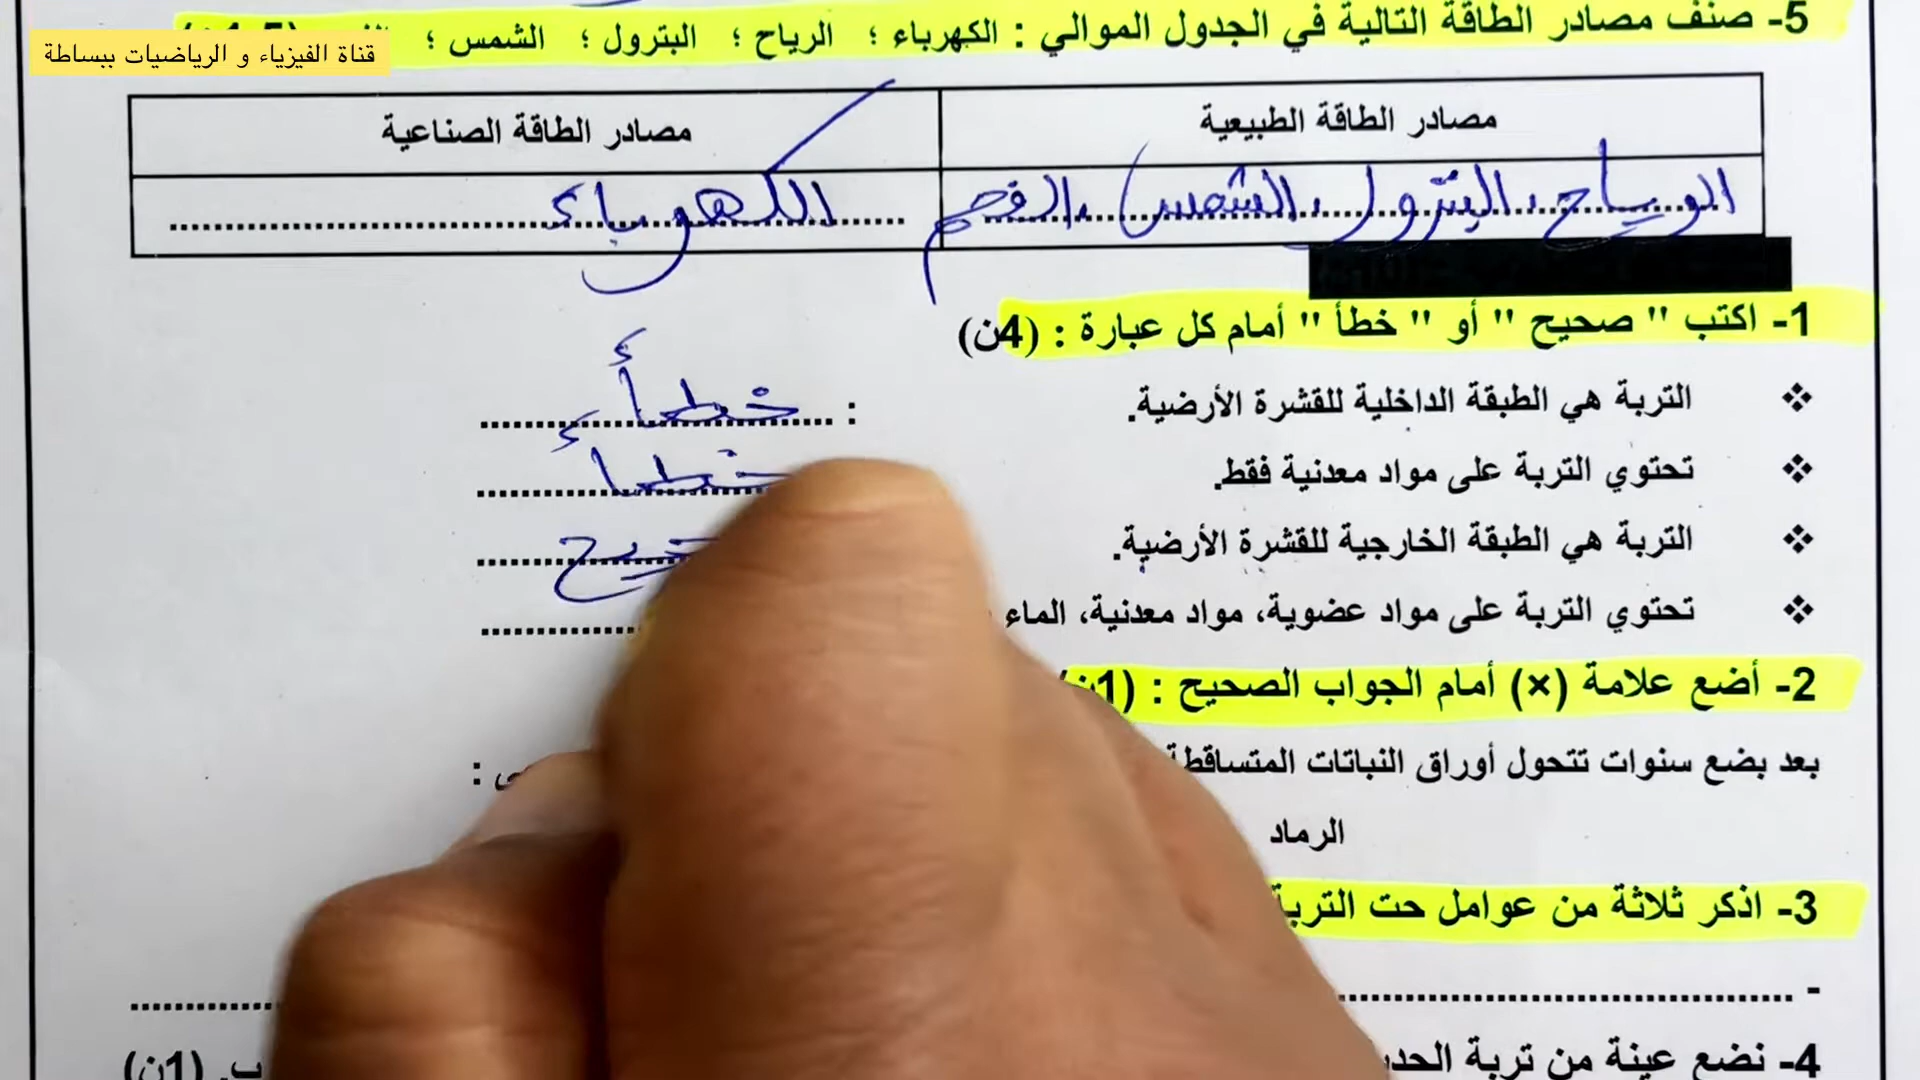 5- صنف مصادر الطاقة التالية في الجدول الموالي : الكهرباء ؛ الرياح ؛ البترول ؛ الشمس ؛
قناة الفيزياء و الرياضيات ببساطة
مصادر الطاقة الطبيعية
مصادر الطاقة الصناعية
الرياح، البترول، الشمس، الفحم
الكهرباء
1- اكتب " صحيح " أو " خطأ " أمام كل عبارة : (4ن)
❖ التربة هي الطبقة الداخلية للقشرة الأرضية. : خطأ
❖ تحتوي التربة على مواد معدنية فقط. خطأ
❖ التربة هي الطبقة الخارجية للقشرة الأرضية.
❖ تحتوي التربة على مواد عضوية، مواد معدنية، الماء
2- أضع علامة (×) أمام الجواب الصحيح : (1ن)
بعد بضع سنوات تتحول أوراق النباتات المتساقطة :
الرماد
3- اذكر ثلاثة من عوامل حت التربة
-
4- نضع عينة من تربة (1ن)